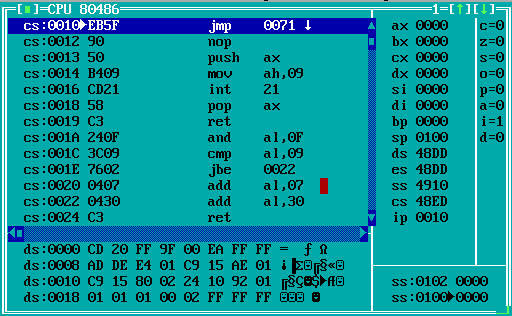 [■]=CPU 80486 1=[↑][↓]
cs:0010►EB5F jmp 0071 ↓ ax 0000 c=0
cs:0012 90 nop bx 0000 z=0
cs:0013 50 push ax cx 0000 s=0
cs:0014 B409 mov ah,09 dx 0000 o=0
cs:0016 CD21 int 21 si 0000 p=0
cs:0018 58 pop ax di 0000 a=0
cs:0019 C3 ret bp 0000 i=1
cs:001A 240F and al,0F sp 0100 d=0
cs:001C 3C09 cmp al,09 ds 48DD
cs:001E 7602 jbe 0022 es 48DD
cs:0020 0407 add al,07 ss 4910
cs:0022 0430 add al,30 cs 48ED
cs:0024 C3 ret ip 0010
ds:0000 CD 20 FF 9F 00 EA FF FF = ƒ Ω
ds:0008 AD DE E4 01 C9 15 AE 01
ds:0010 C9 15 80 02 24 10 92 01 ss:0102 0000
ds:0018 01 01 01 00 02 FF FF FF ss:0100►0000